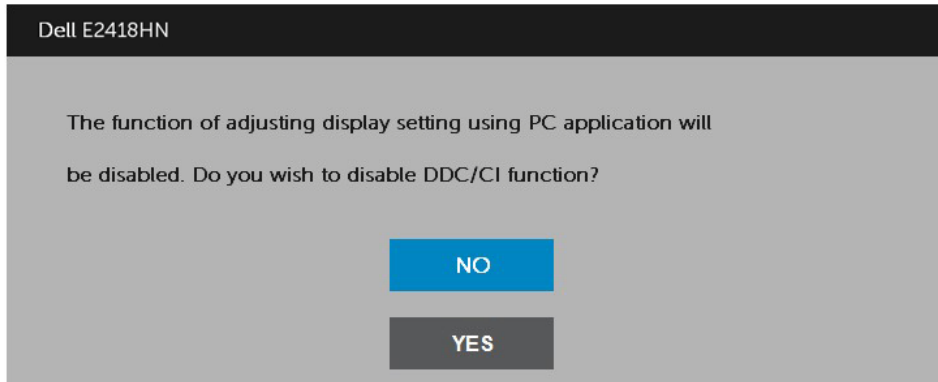 Dell E2418HN
The function of adjusting display setting using PC application will
be disabled. Do you wish to disable DDC/CI function?
NO
YES